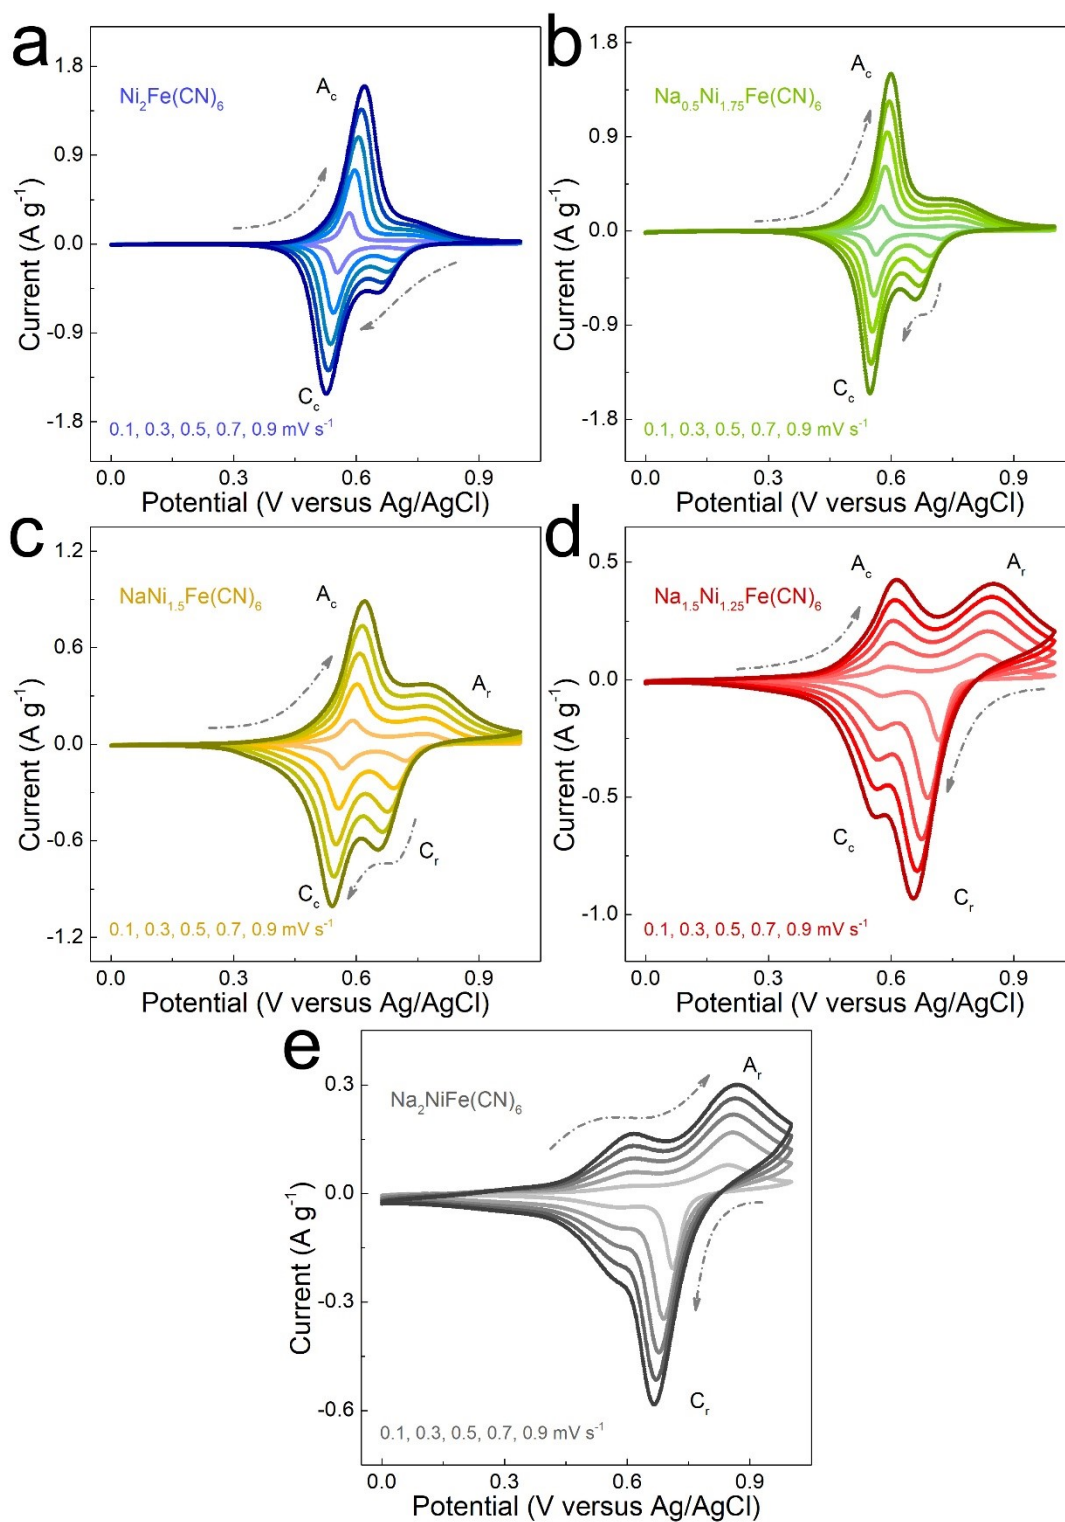 a
Ni2Fe(CN)6
Ac
Cc
1.8
0.9
0.0
-0.9
-1.8
Current (A g-1)
0.1, 0.3, 0.5, 0.7, 0.9 mV s-1
0.0 0.3 0.6 0.9
Potential (V versus Ag/AgCl)
b
Na0.5Ni1.75Fe(CN)6
Ac
Cc
1.8
0.9
0.0
-0.9
-1.8
Current (A g-1)
0.1, 0.3, 0.5, 0.7, 0.9 mV s-1
0.0 0.3 0.6 0.9
Potential (V versus Ag/AgCl)
c
NaNi1.5Fe(CN)6
Ac
Ar
Cr
Cc
1.2
0.6
0.0
-0.6
-1.2
Current (A g-1)
0.1, 0.3, 0.5, 0.7, 0.9 mV s-1
0.0 0.3 0.6 0.9
Potential (V versus Ag/AgCl)
d
Na1.5Ni1.25Fe(CN)6
Ac
Ar
Cc
Cr
0.5
0.0
-0.5
-1.0
Current (A g-1)
0.1, 0.3, 0.5, 0.7, 0.9 mV s-1
0.0 0.3 0.6 0.9
Potential (V versus Ag/AgCl)
e
Na2NiFe(CN)6
Ar
Cr
0.3
0.0
-0.3
-0.6
Current (A g-1)
0.1, 0.3, 0.5, 0.7, 0.9 mV s-1
0.0 0.3 0.6 0.9
Potential (V versus Ag/AgCl)